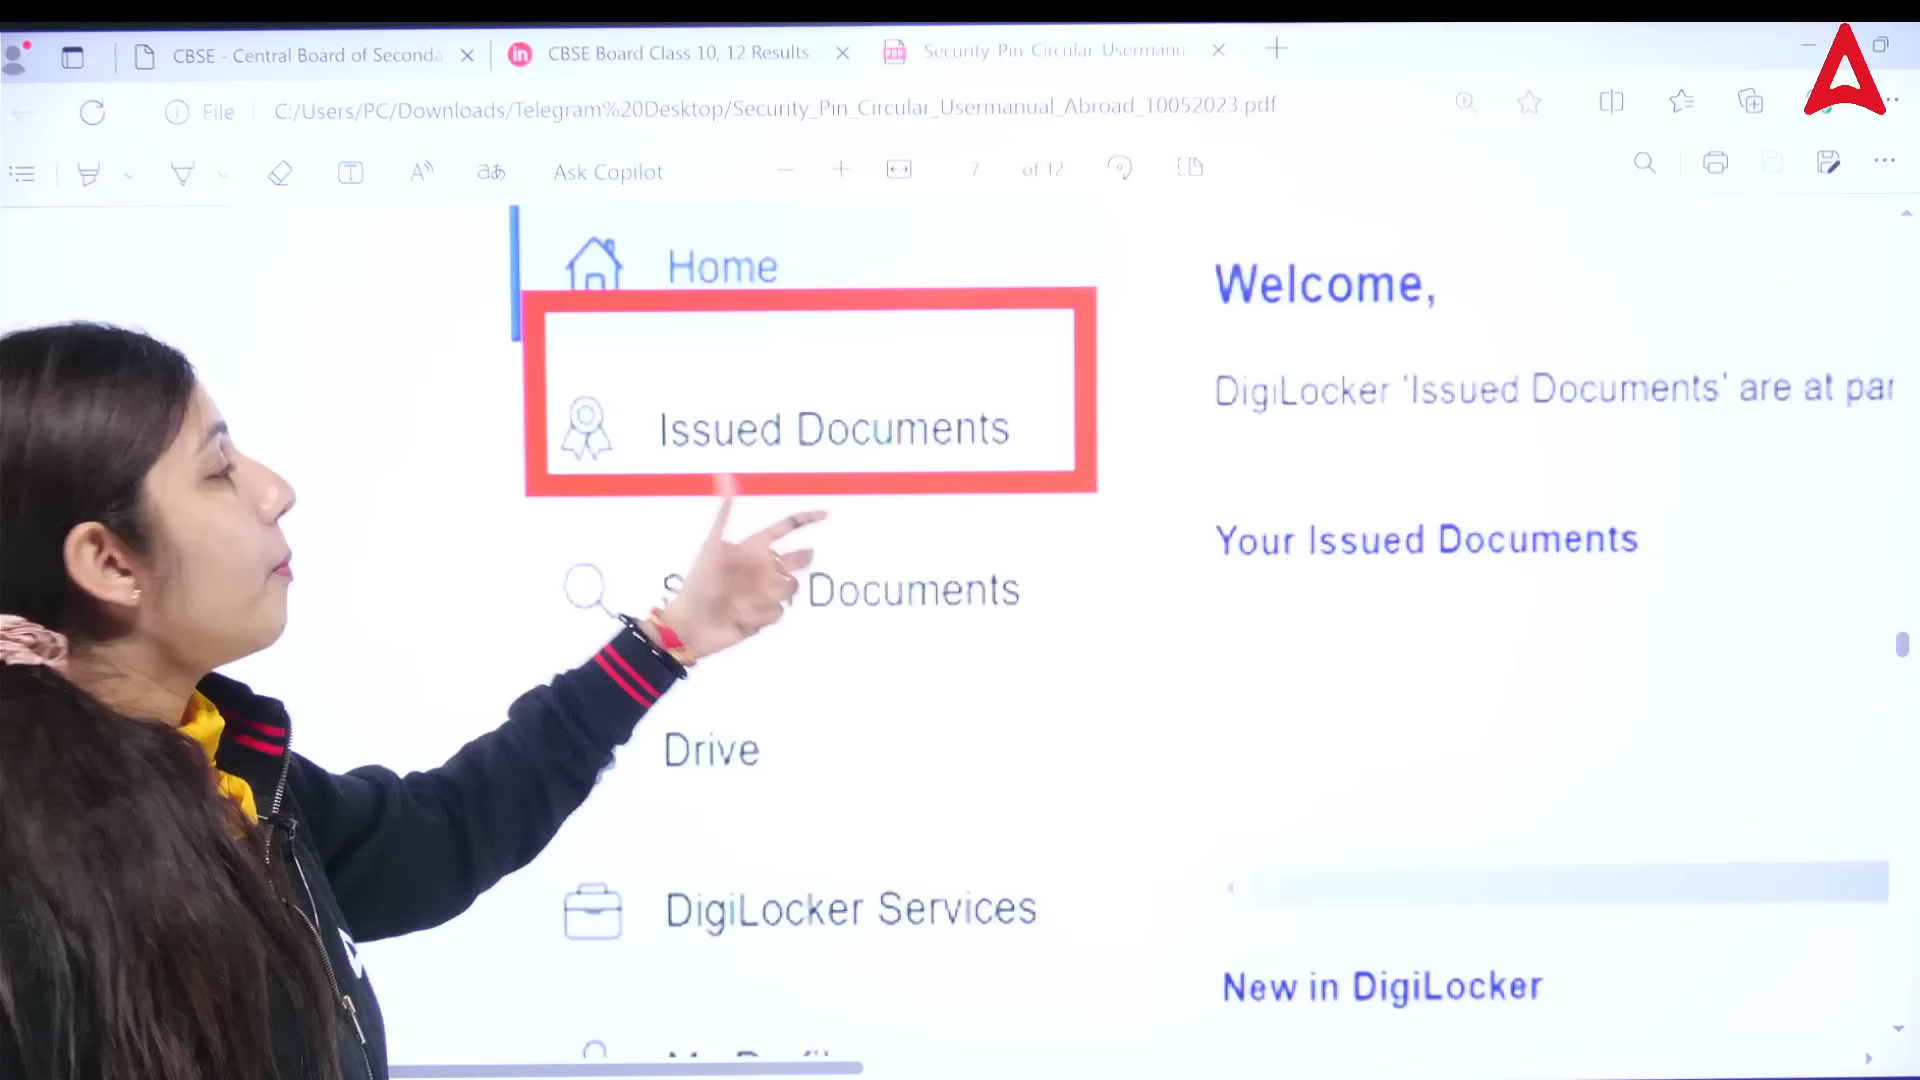 CBSE - Central Board of Seconda
CBSE Board Class 10, 12 Results
Security Pin Circular Usermanu
File
C:/Users/PC/Downloads/Telegram%20Desktop/Security_Pin_Circular_Usermanual_Abroad_10052023.pdf
Ask Copilot
7 of 12
Home
Issued Documents
Documents
Drive
DigiLocker Services
Welcome,
DigiLocker 'Issued Documents' are at par
Your Issued Documents
New in DigiLocker